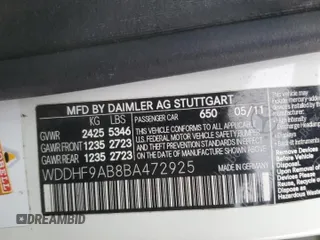 MFD BY DAIMLER AG STUTTGART
650 05/11
KG LBS
PASSENGER CAR
GVWR 2425 5346
GAWR FRONT 1235 2723
GAWR REAR 1235 2723
THIS VEHICLE CONFORMS TO ALL APPLICABLE
U.S. FEDERAL MOTOR VEHICLE SAFETY, BUMPER
AND THEFT PREVENTION STANDARDS IN EFFECT ON THE DATE OF
MANUFACTURE SHOWN ABOVE
MADE IN GERMANY
WDDHF9AB8BA472925
BIDFAX